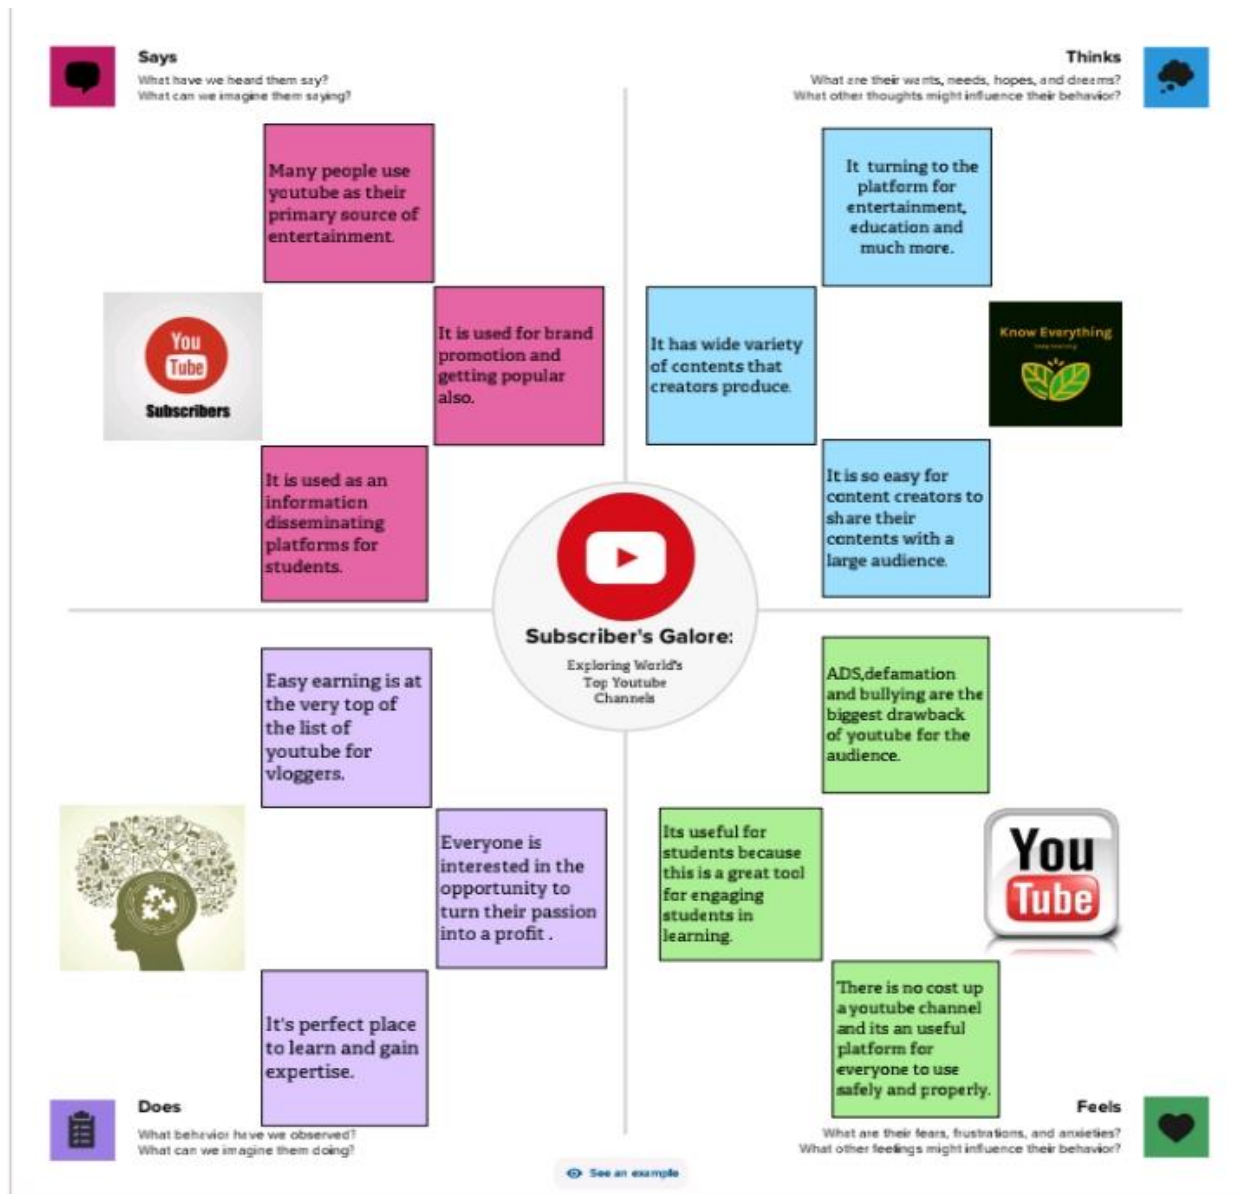 Says
What have we heard them say?
What can we imagine them saying?
Thinks
What are their wants, needs, hopes, and dreams?
What other thoughts might influence their behavior?
Many people use
youtube as their
primary source of
entertainment.
It is used for brand
promotion and
getting popular
also.
You
Tube
Subscribers
It is used as an
information
disseminating
platforms for
students.
It turning to the
platform for
entertainment,
education and
much more.
It has wide variety
of contents that
creators produce.
Know Everything
It is so easy for
content creators to
share their
contents with a
large audience.
Subscriber's Galore:
Exploring World's
Top Youtube
Channels
Easy earning is at
the very top of
the list of
youtube for
vloggers.
Everyone is
interested in the
opportunity to
turn their passion
into a profit .
It's perfect place
to learn and gain
expertise.
ADS,defamation
and bullying are the
biggest drawback
of youtube for the
audience.
Its useful for
students because
this is a great tool
for engaging
students in
learning.
You
Tube
There is no cost up
a youtube channel
and its an useful
platform for
everyone to use
safely and properly.
Does
What behavior have we observed?
What can we imagine them doing?
Feels
What are their fears, frustrations, and anxieties?
What other feelings might influence their behavior?
See an example